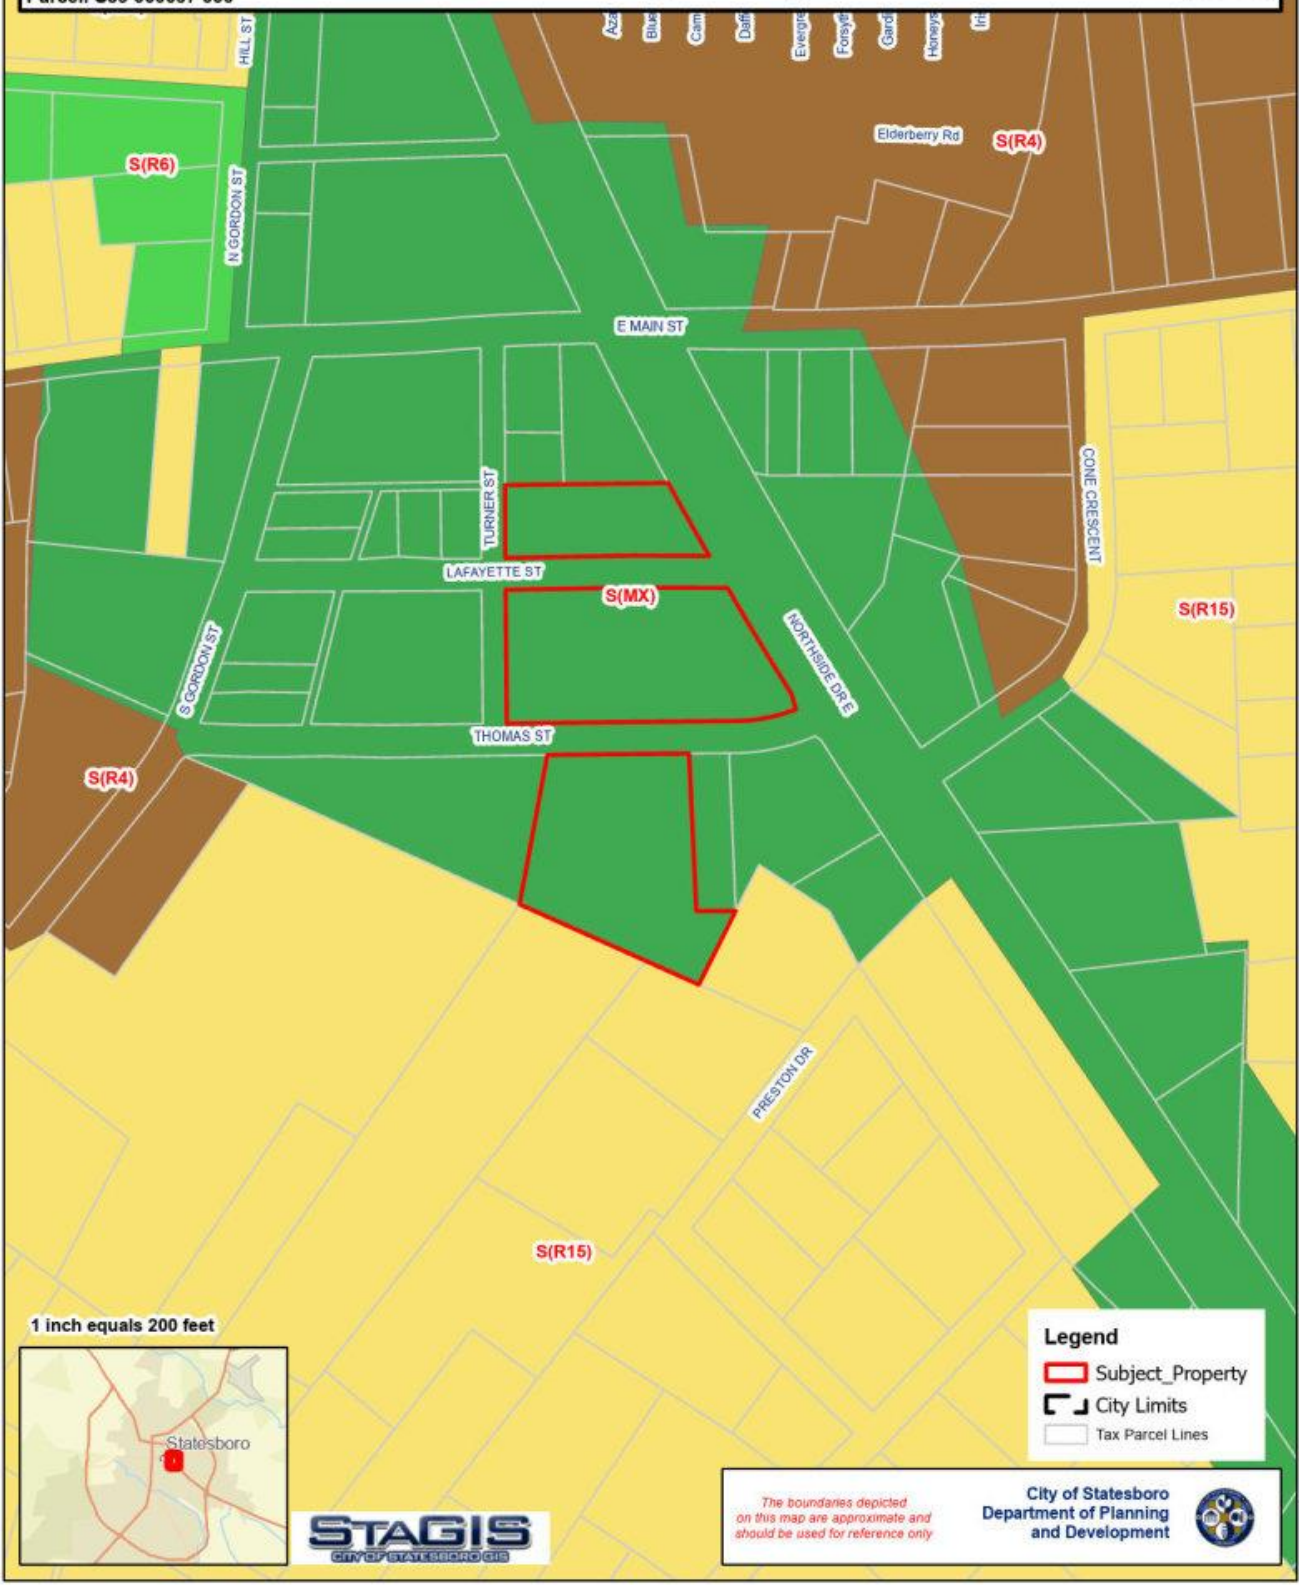 HILL ST
Elderberry Rd
S(R4)
S(R6)
N GORDON ST
E MAIN ST
TURNER ST
CONE CRESCENT
LAFAYETTE ST
S(MX)
S(R15)
NORTHSIDE DR E
S GORDON ST
THOMAS ST
S(R4)
PRESTON DR
S(R15)
1 inch equals 200 feet
Statesboro
Legend
Subject_Property
City Limits
Tax Parcel Lines
STAGIS
CITY OF STATESBORO GIS
The boundaries depicted
on this map are approximate and
should be used for reference only
City of Statesboro
Department of Planning
and Development